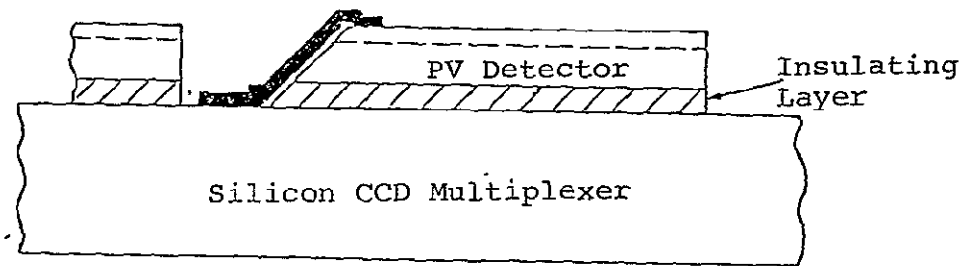 PV Detector
Insulating
Layer
Silicon CCD Multiplexer